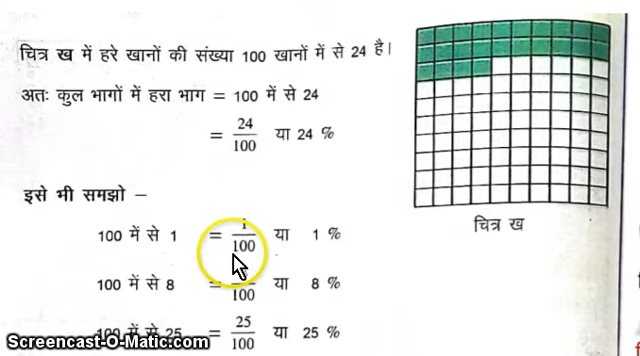 चित्र ख में हरे खानों की संख्या 100 खानों में से 24 है।
अतः कुल भागों में हरा भाग = 100 में से 24
= 24/100 या 24 %
चित्र ख
इसे भी समझो –
100 में से 1 = 1/100 या 1 %
100 में से 8 = /100 या 8 %
100 में से 25 = 25/100 या 25 %
Screencast-O-Matic.com